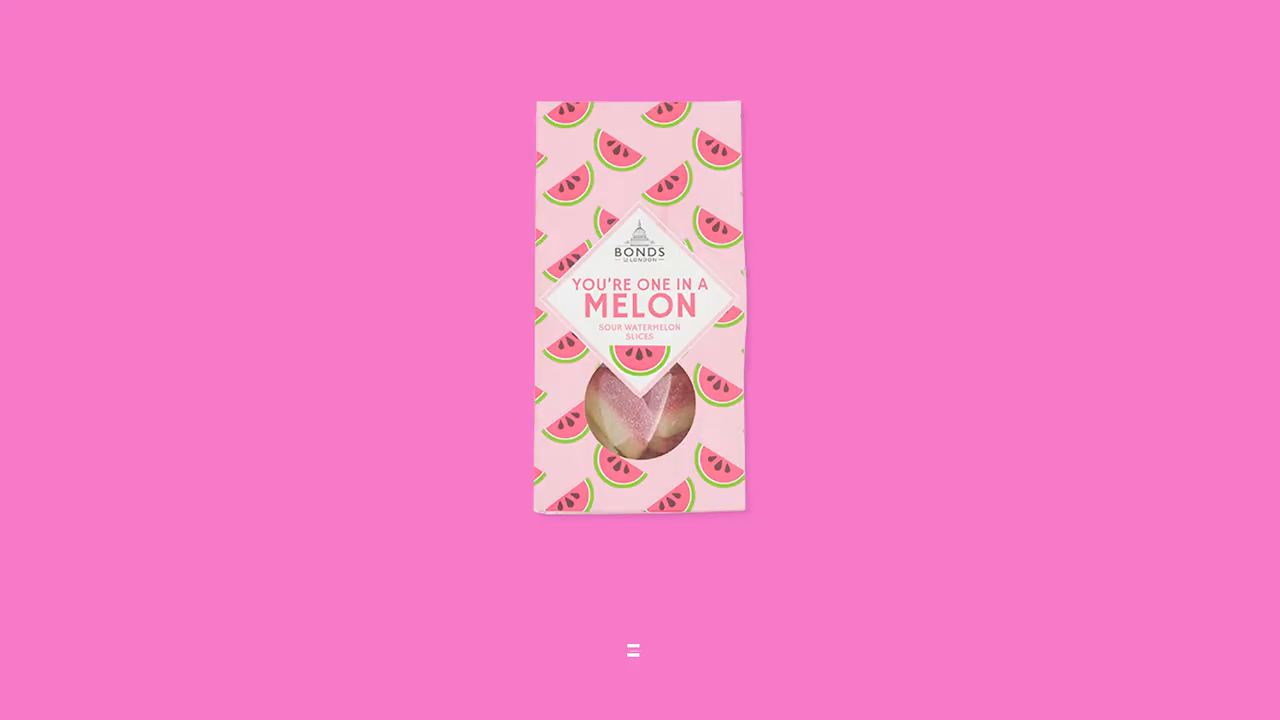 BONDS
OF LONDON
YOU'RE ONE IN A
MELON
SOUR WATERMELON
SLICES
=